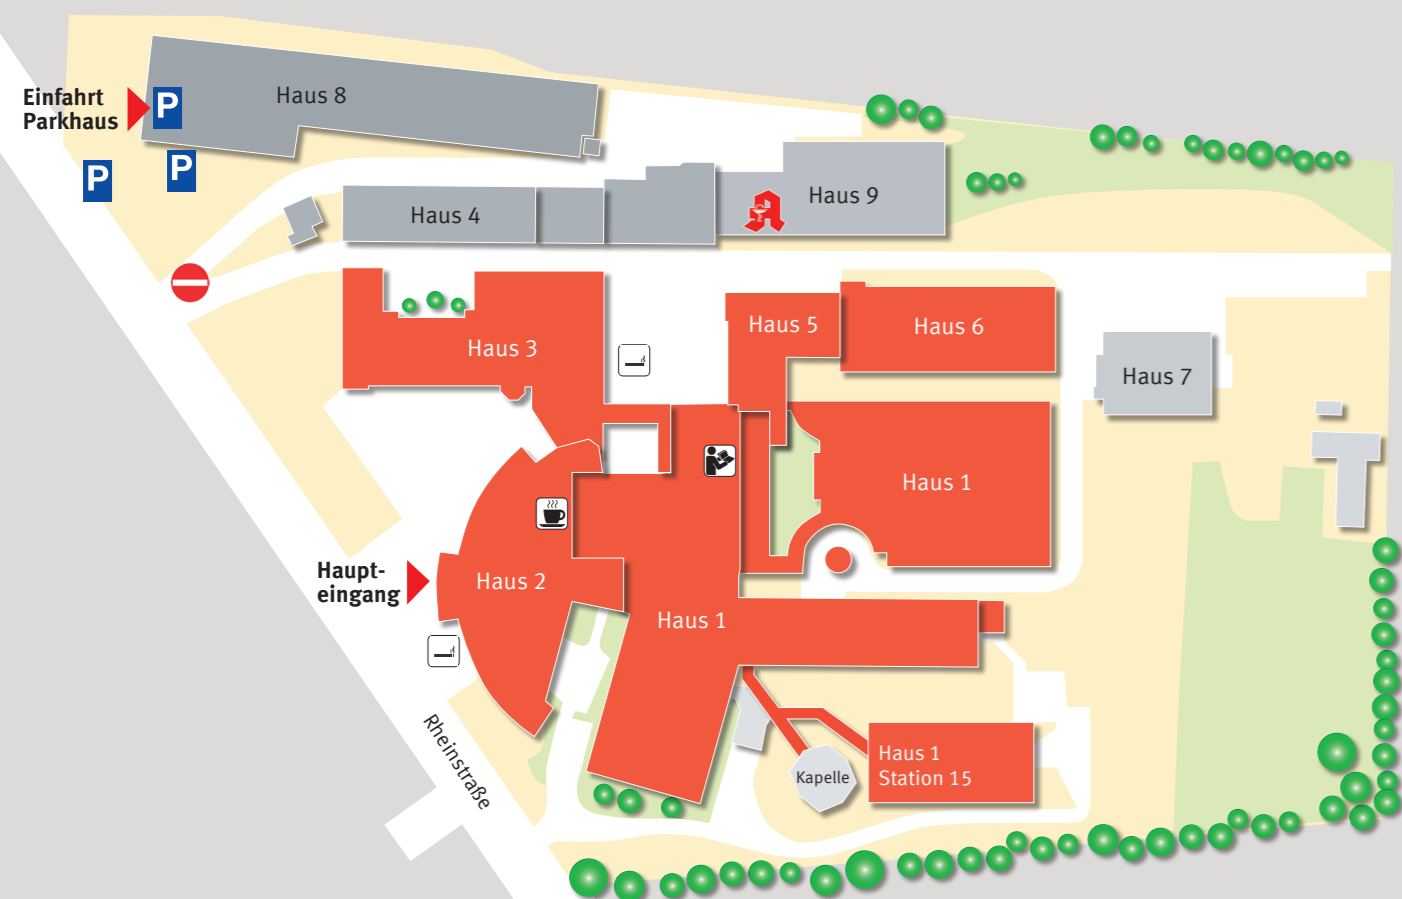 Haus 8
Einfahrt
Parkhaus
P
P
P
Haus 9
Haus 4
Haus 5
Haus 6
Haus 3
Haus 7
Haus 1
Haupt-
eingang
Haus 2
Haus 1
Rheinstraße
Haus 1
Station 15
Kapelle